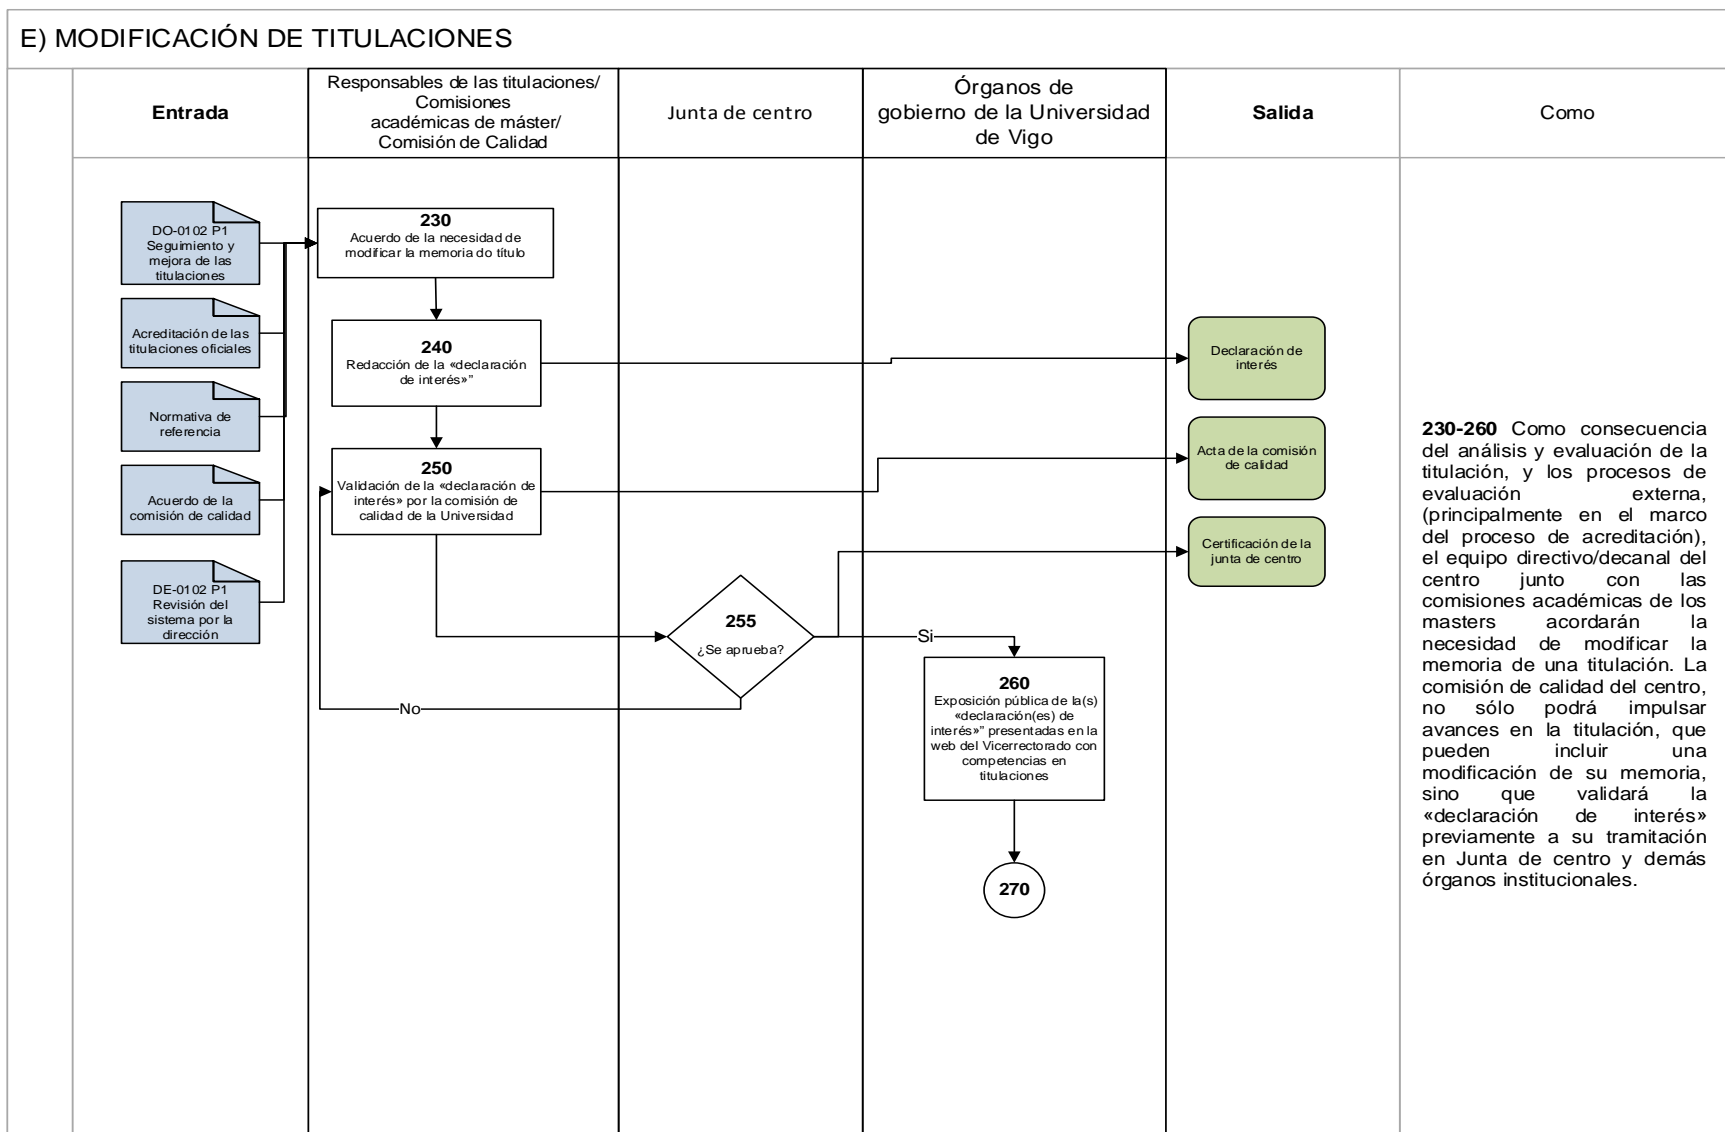 E) MODIFICACIÓN DE TITULACIONES
Entrada
Responsables de las titulaciones/
Comisiones
académicas de máster/
Comisión de Calidad
Junta de centro
Órganos de
gobierno de la Universidad
de Vigo
Salida
Como
DO-0102 P1
Seguimiento y
mejora de las
titulaciones
Acreditación de las
titulaciones oficiales
Normativa de
referencia
Acuerdo de la
comisión de calidad
DE-0102 P1
Revisión del
sistema por la
dirección
230
Acuerdo de la necesidad de
modificar la memoria do título
240
Redacción de la «declaración
de interés»”
250
Validación de la «declaración de
interés» por la comisión de
calidad de la Universidad
255
¿Se aprueba?
Si
No
260
Exposición pública de la(s)
«declaración(es) de
interés»” presentadas en la
web del Vicerrectorado con
competencias en
titulaciones
270
Declaración de
interés
Acta de la comisión
de calidad
Certificación de la
junta de centro
230-260 Como consecuencia
del análisis y evaluación de la
titulación, y los procesos de
evaluación externa,
(principalmente en el marco
del proceso de acreditación),
el equipo directivo/decanal del
centro junto con las
comisiones académicas de los
masters acordarán la
necesidad de modificar la
memoria de una titulación. La
comisión de calidad del centro,
no sólo podrá impulsar
avances en la titulación, que
pueden incluir una
modificación de su memoria,
sino que validará la
«declaración de interés»
previamente a su tramitación
en Junta de centro y demás
órganos institucionales.